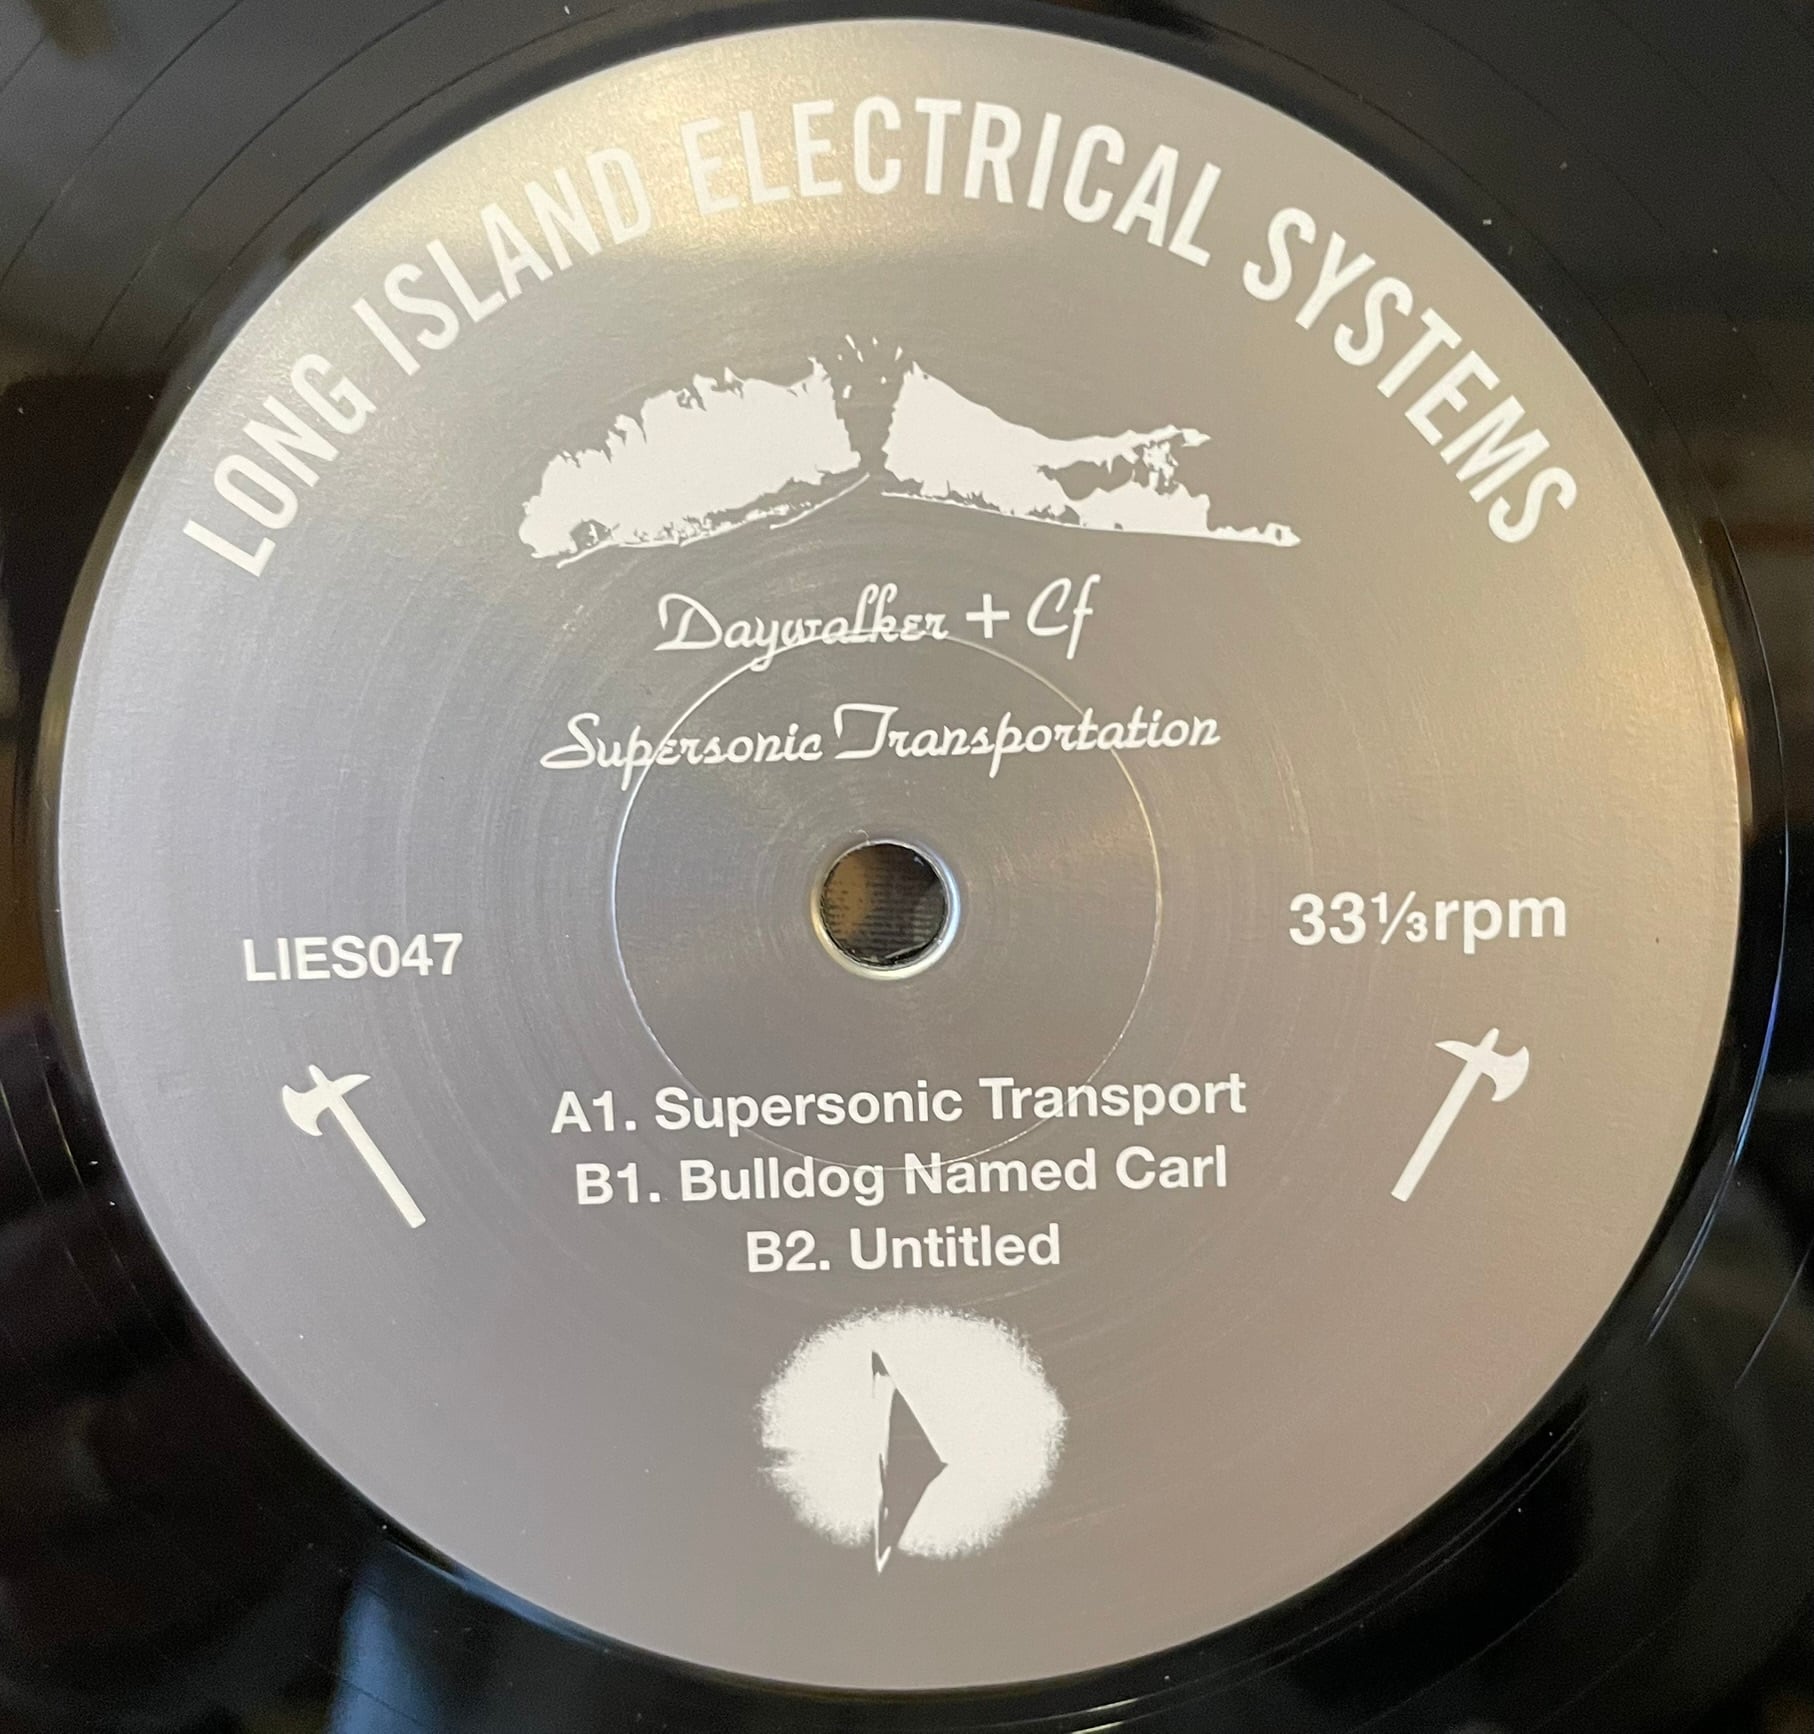 LONG ISLAND ELECTRICAL SYSTEMS
Daywalker + Cf
Supersonic Transportation
LIES047
33⅓rpm
A1. Supersonic Transport
B1. Bulldog Named Carl
B2. Untitled